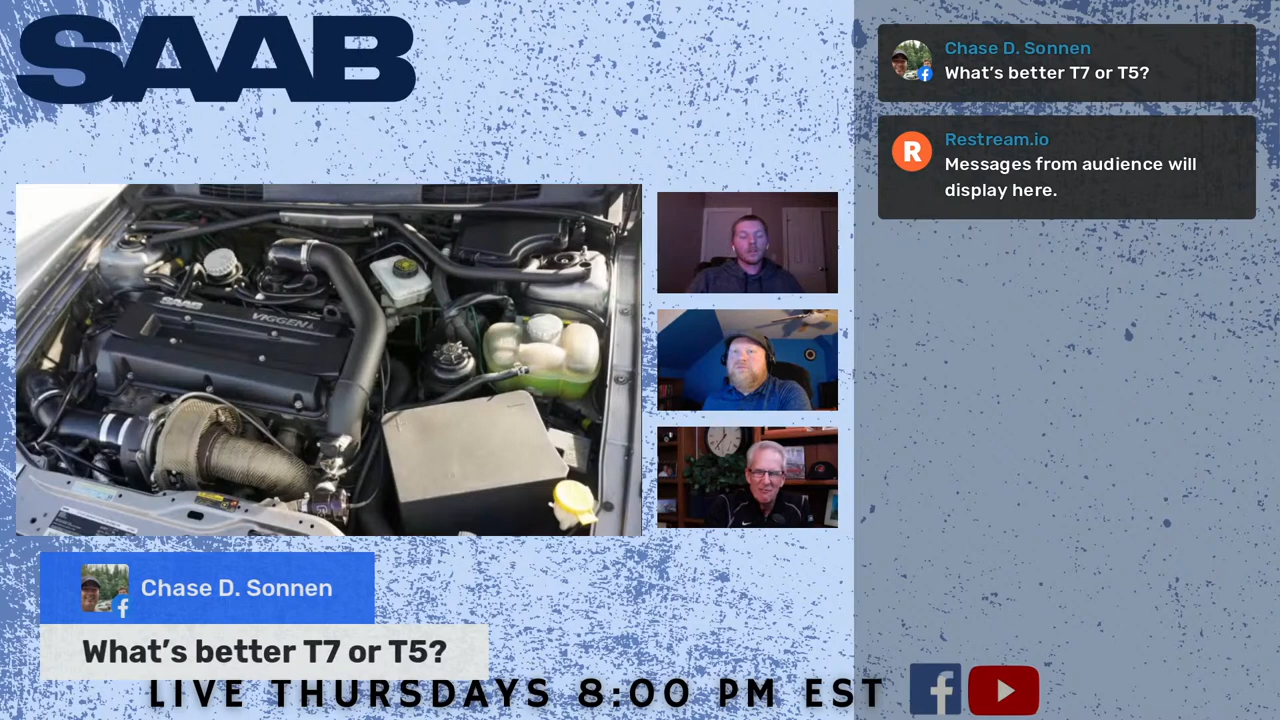 SAAB
SAAB
VIGGEN
Chase D. Sonnen
What's better T7 or T5?
LIVE THURSDAYS 8:00 PM EST
Chase D. Sonnen
What's better T7 or T5?
R
Restream.io
Messages from audience will
display here.